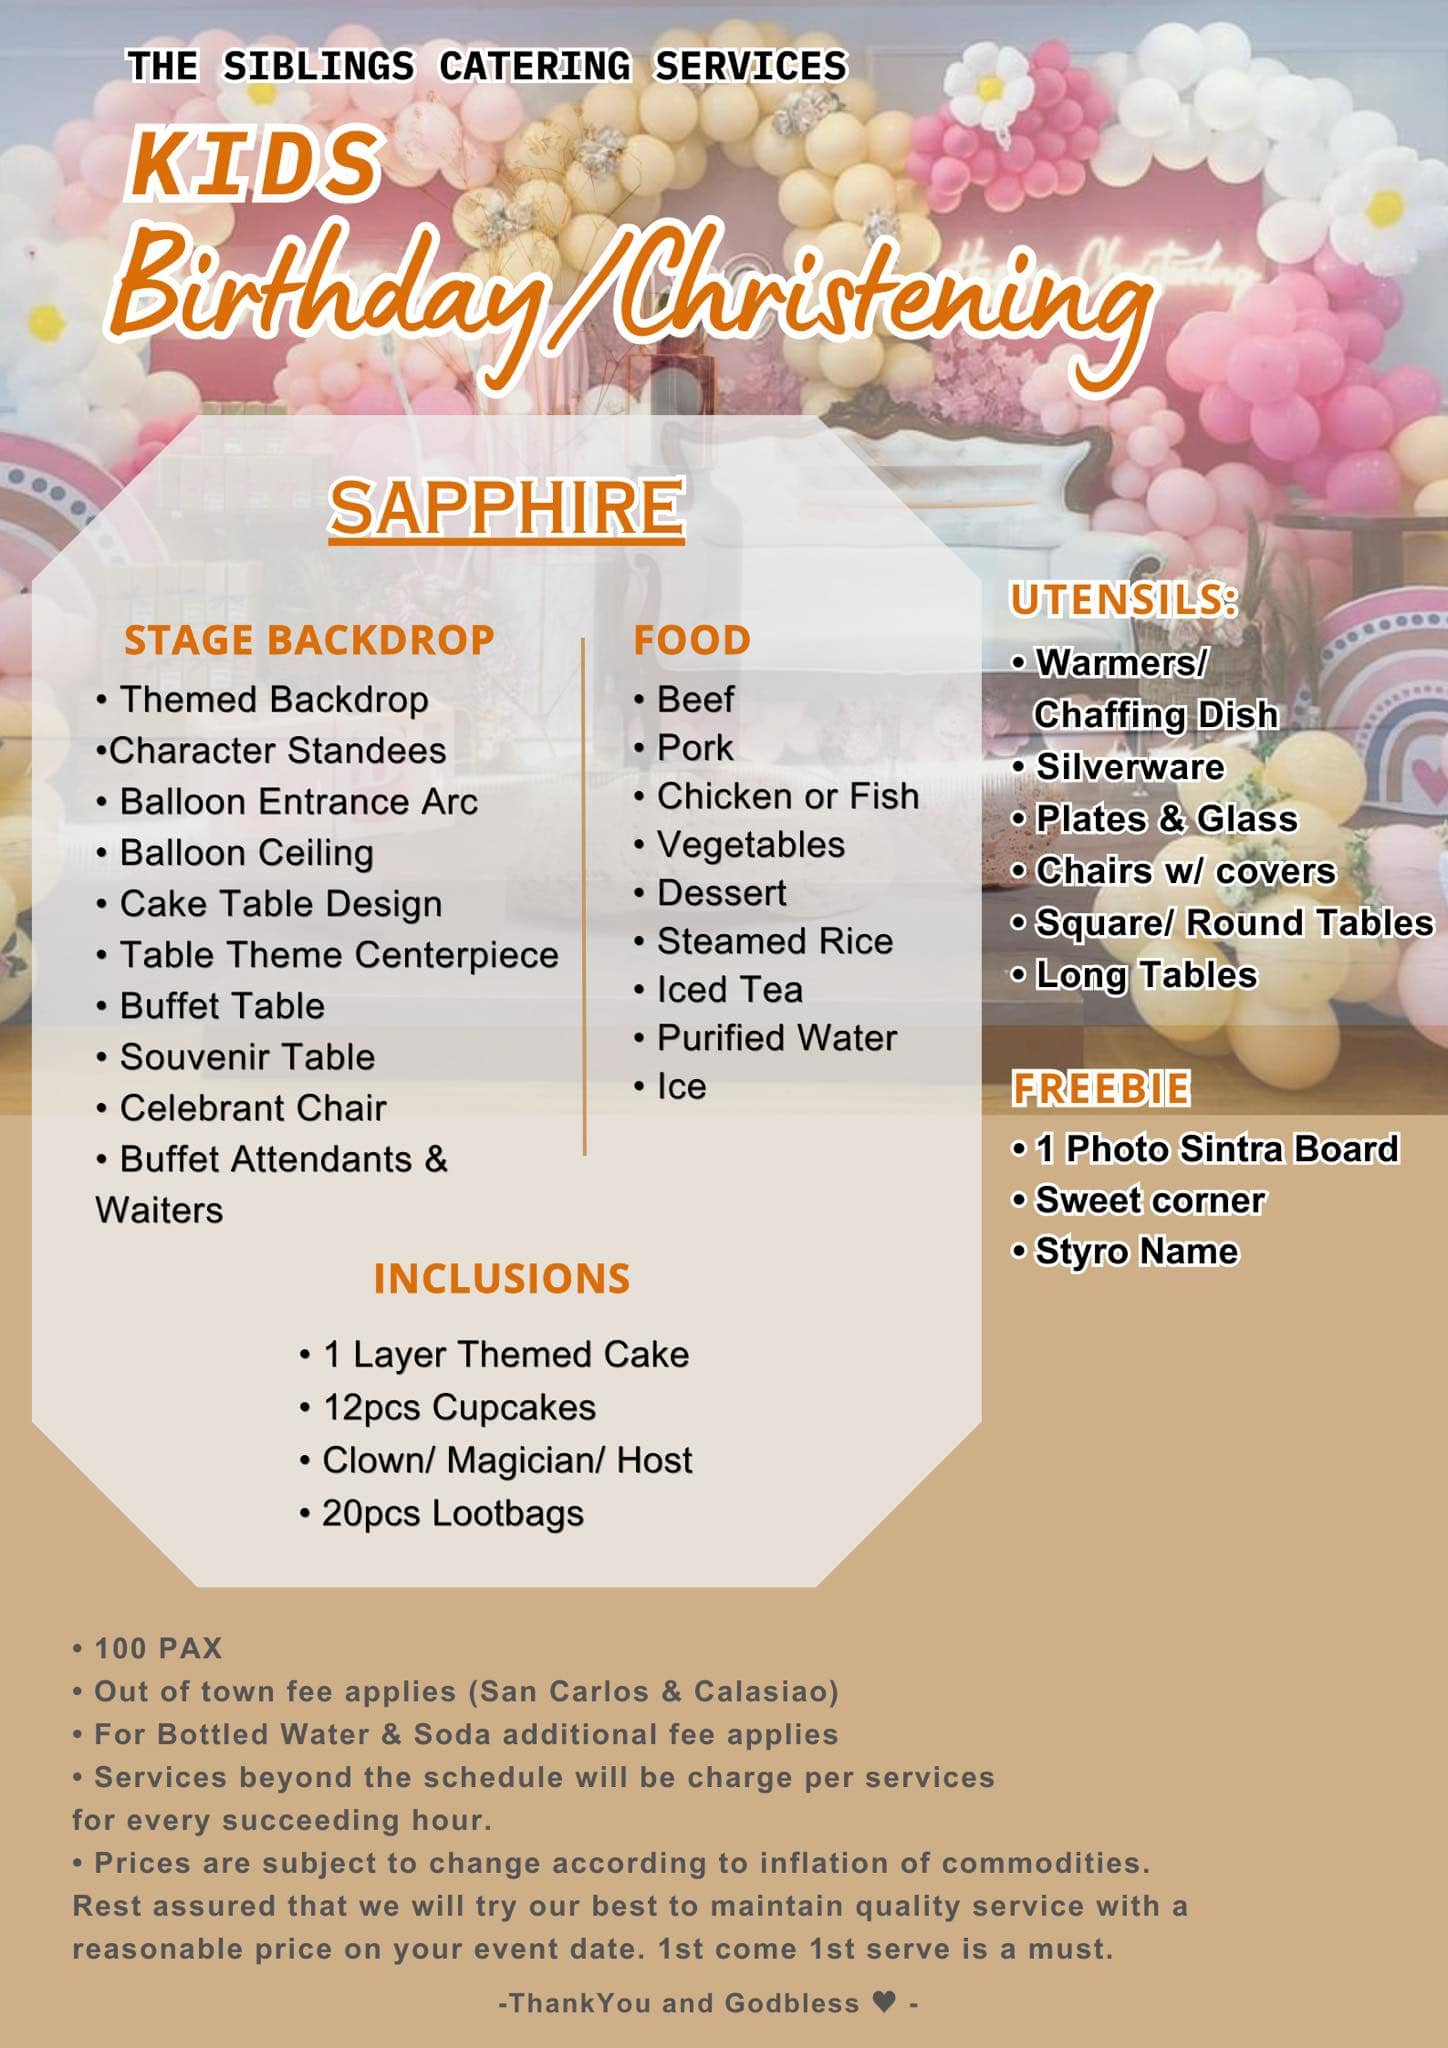 THE SIBLINGS CATERING SERVICES
KIDS
Birthday/Christening
Happy Christening
SAPPHIRE
STAGE BACKDROP
• Themed Backdrop
•Character Standees
• Balloon Entrance Arc
• Balloon Ceiling
• Cake Table Design
• Table Theme Centerpiece
• Buffet Table
• Souvenir Table
• Celebrant Chair
• Buffet Attendants &
Waiters
FOOD
• Beef
• Pork
• Chicken or Fish
• Vegetables
• Dessert
• Steamed Rice
• Iced Tea
• Purified Water
• Ice
INCLUSIONS
• 1 Layer Themed Cake
• 12pcs Cupcakes
• Clown/ Magician/ Host
• 20pcs Lootbags
UTENSILS:
• Warmers/
Chaffing Dish
• Silverware
• Plates & Glass
• Chairs w/ covers
• Square/ Round Tables
• Long Tables
FREEBIE
• 1 Photo Sintra Board
• Sweet corner
• Styro Name
• 100 PAX
• Out of town fee applies (San Carlos & Calasiao)
• For Bottled Water & Soda additional fee applies
• Services beyond the schedule will be charge per services
for every succeeding hour.
• Prices are subject to change according to inflation of commodities.
Rest assured that we will try our best to maintain quality service with a
reasonable price on your event date. 1st come 1st serve is a must.
-ThankYou and Godbless ♥ -